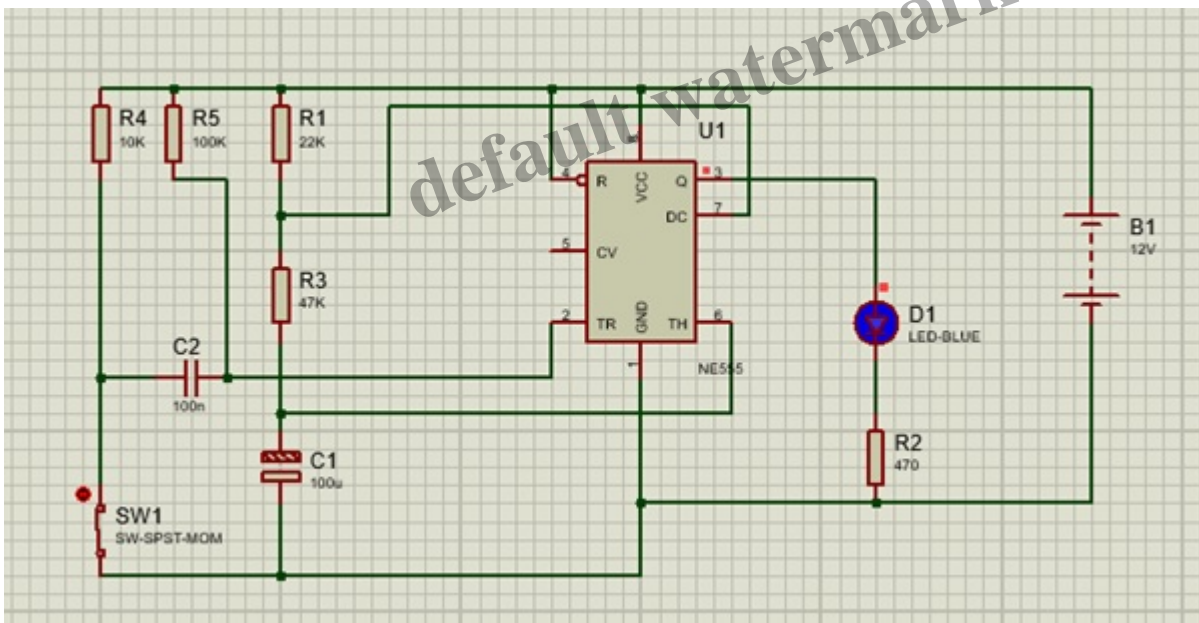 default watermark
R4
10K
R5
100K
R1
22K
U1
8
4
R
VCC
Q
3
DC
7
5
CV
B1
12V
R3
47K
2
TR
GND
TH
6
D1
LED-BLUE
C2
100n
1
NE555
R2
470
C1
100u
SW1
SW-SPST-MOM